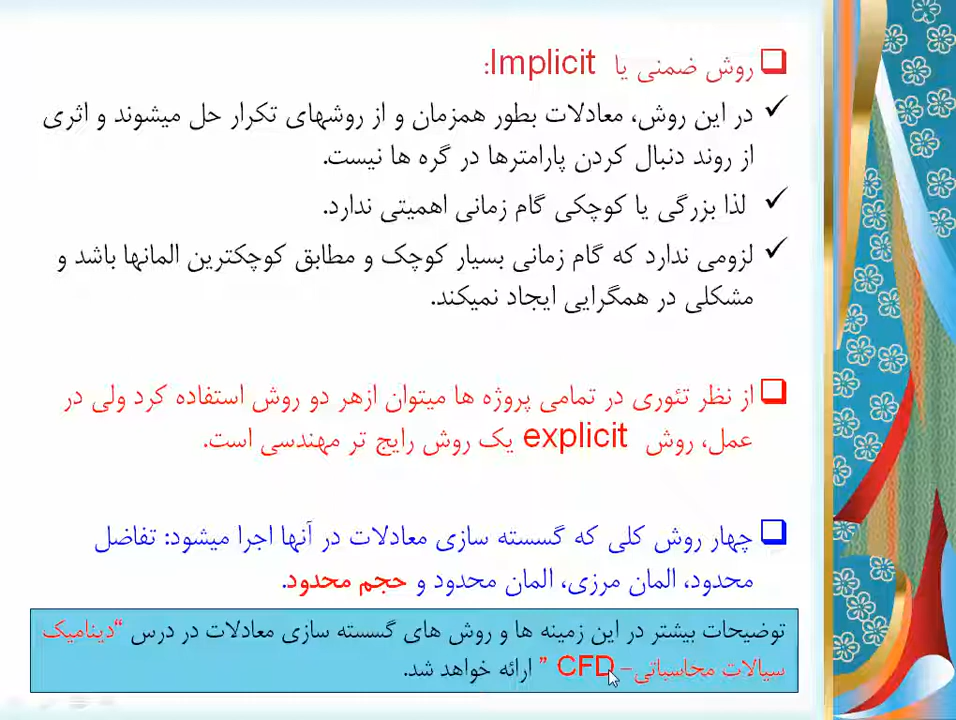 روش ضمنی یا Implicit:
در این روش، معادلات بطور همزمان و از روشهای تکرار حل میشوند و اثری
از روند دنبال کردن پارامترها در گره ها نیست.
لذا بزرگی یا کوچکی گام زمانی اهمیتی ندارد.
لزومی ندارد که گام زمانی بسیار کوچک و مطابق کوچکترین المانها باشد و
مشکلی در همگرایی ایجاد نمیکند.
از نظر تئوری در تمامی پروژه ها میتوان ازهر دو روش استفاده کرد ولی در
عمل، روش explicit یک روش رایج تر مهندسی است.
چهار روش کلی که گسسته سازی معادلات در آنها اجرا میشود: تفاضل
محدود، المان مرزی، المان محدود و حجم محدود.
توضیحات بیشتر در این زمینه ها و روش های گسسته سازی معادلات در درس “دینامیک
سیالات محاسباتی- CFD ” ارائه خواهد شد.